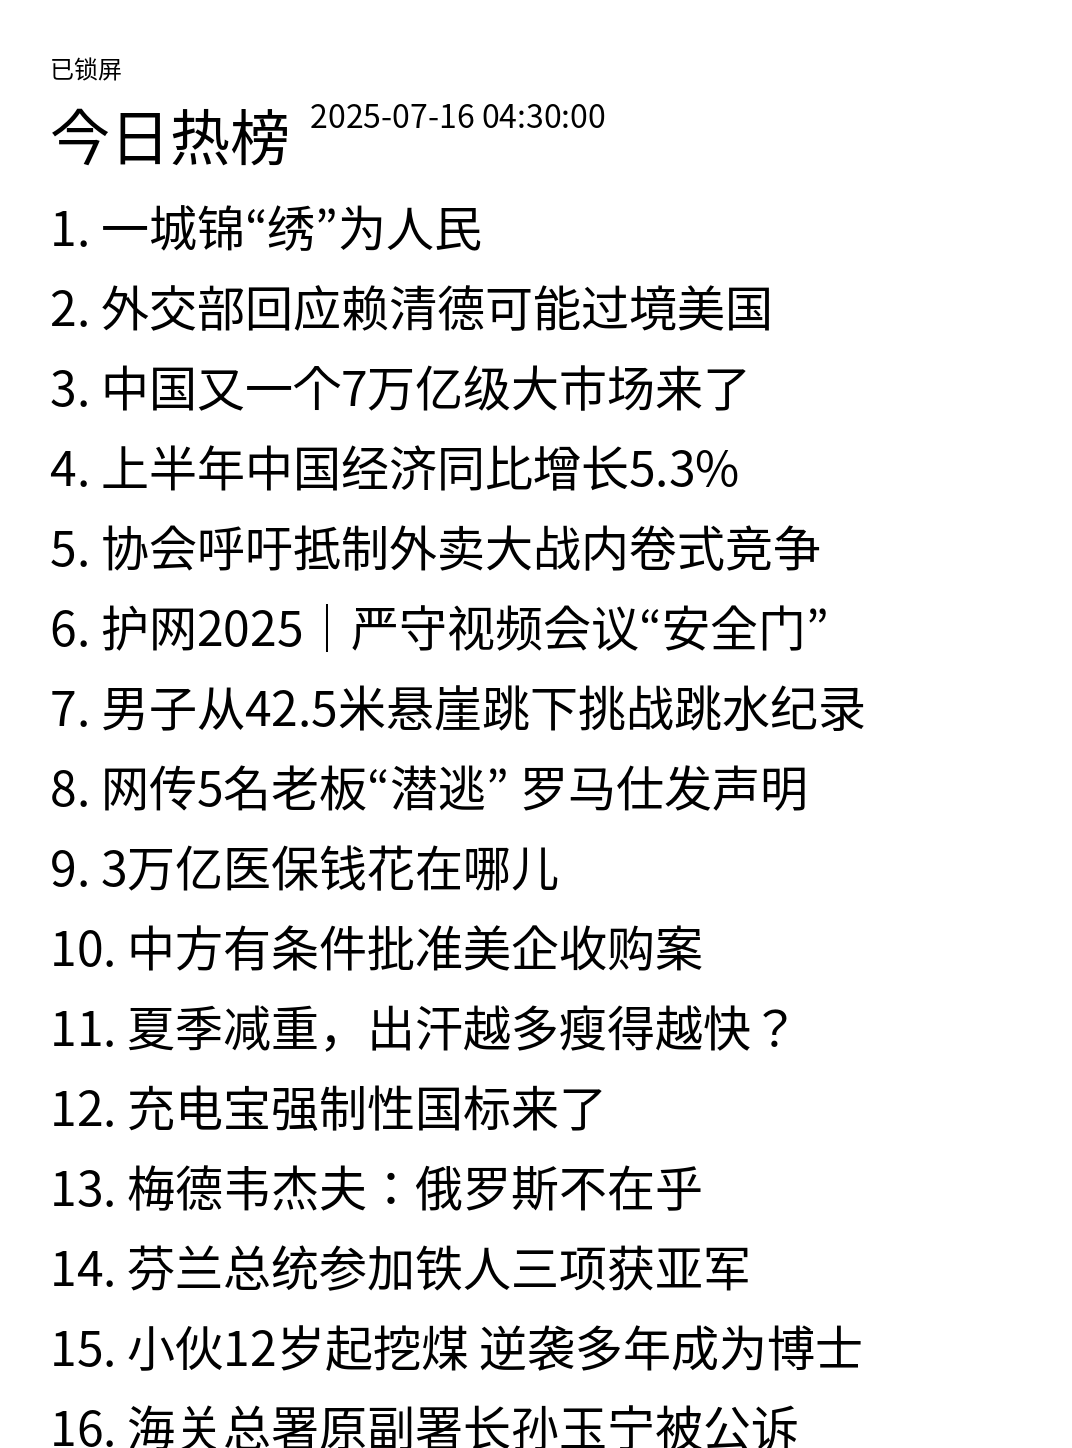 已锁屏
今日热榜 2025-07-16 04:30:00
1. 一城锦“绣”为人民
2. 外交部回应赖清德可能过境美国
3. 中国又一个7万亿级大市场来了
4. 上半年中国经济同比增长5.3%
5. 协会呼吁抵制外卖大战内卷式竞争
6. 护网2025｜严守视频会议“安全门”
7. 男子从42.5米悬崖跳下挑战跳水纪录
8. 网传5名老板“潜逃” 罗马仕发声明
9. 3万亿医保钱花在哪儿
10. 中方有条件批准美企收购案
11. 夏季减重，出汗越多瘦得越快？
12. 充电宝强制性国标来了
13. 梅德韦杰夫：俄罗斯不在乎
14. 芬兰总统参加铁人三项获亚军
15. 小伙12岁起挖煤 逆袭多年成为博士
16. 海关总署原副署长孙玉宁被公诉